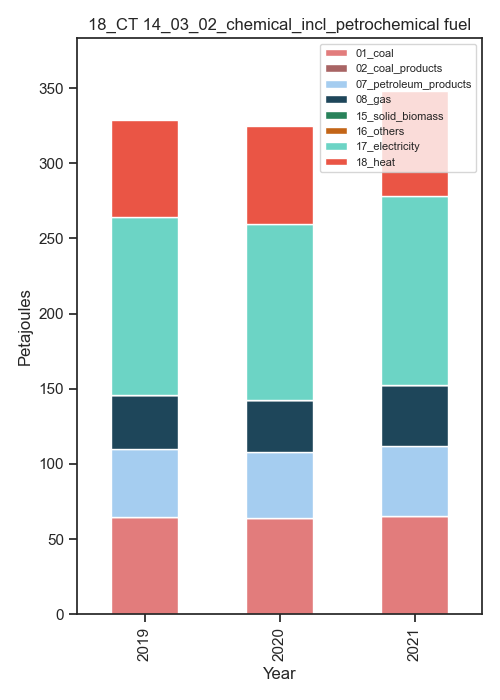 18_CT 14_03_02_chemical_incl_petrochemical fuel
01_coal
02_coal_products
07_petroleum_products
08_gas
15_solid_biomass
16_others
17_electricity
18_heat
350
300
250
200
150
100
50
0
Petajoules
2019
2020
2021
Year